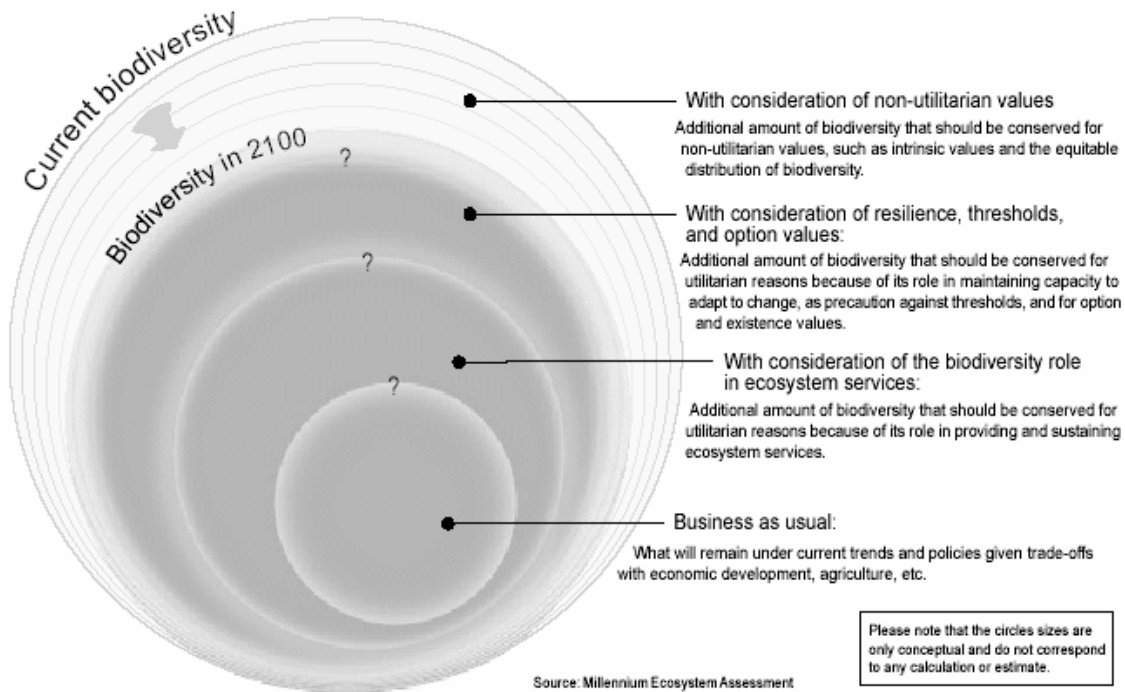 Current biodiversity
Biodiversity in 2100
?
?
?
With consideration of non-utilitarian values
Additional amount of biodiversity that should be conserved for
non-utilitarian values, such as intrinsic values and the equitable
distribution of biodiversity.
With consideration of resilience, thresholds,
and option values:
Additional amount of biodiversity that should be conserved for
utilitarian reasons because of its role in maintaining capacity to
adapt to change, as precaution against thresholds, and for option
and existence values.
With consideration of the biodiversity role
in ecosystem services:
Additional amount of biodiversity that should be conserved for
utilitarian reasons because of its role in providing and sustaining
ecosystem services.
Business as usual:
What will remain under current trends and policies given trade-offs
with economic development, agriculture, etc.
Please note that the circles sizes are
only conceptual and do not correspond
to any calculation or estimate.
Source: Millennium Ecosystem Assessment